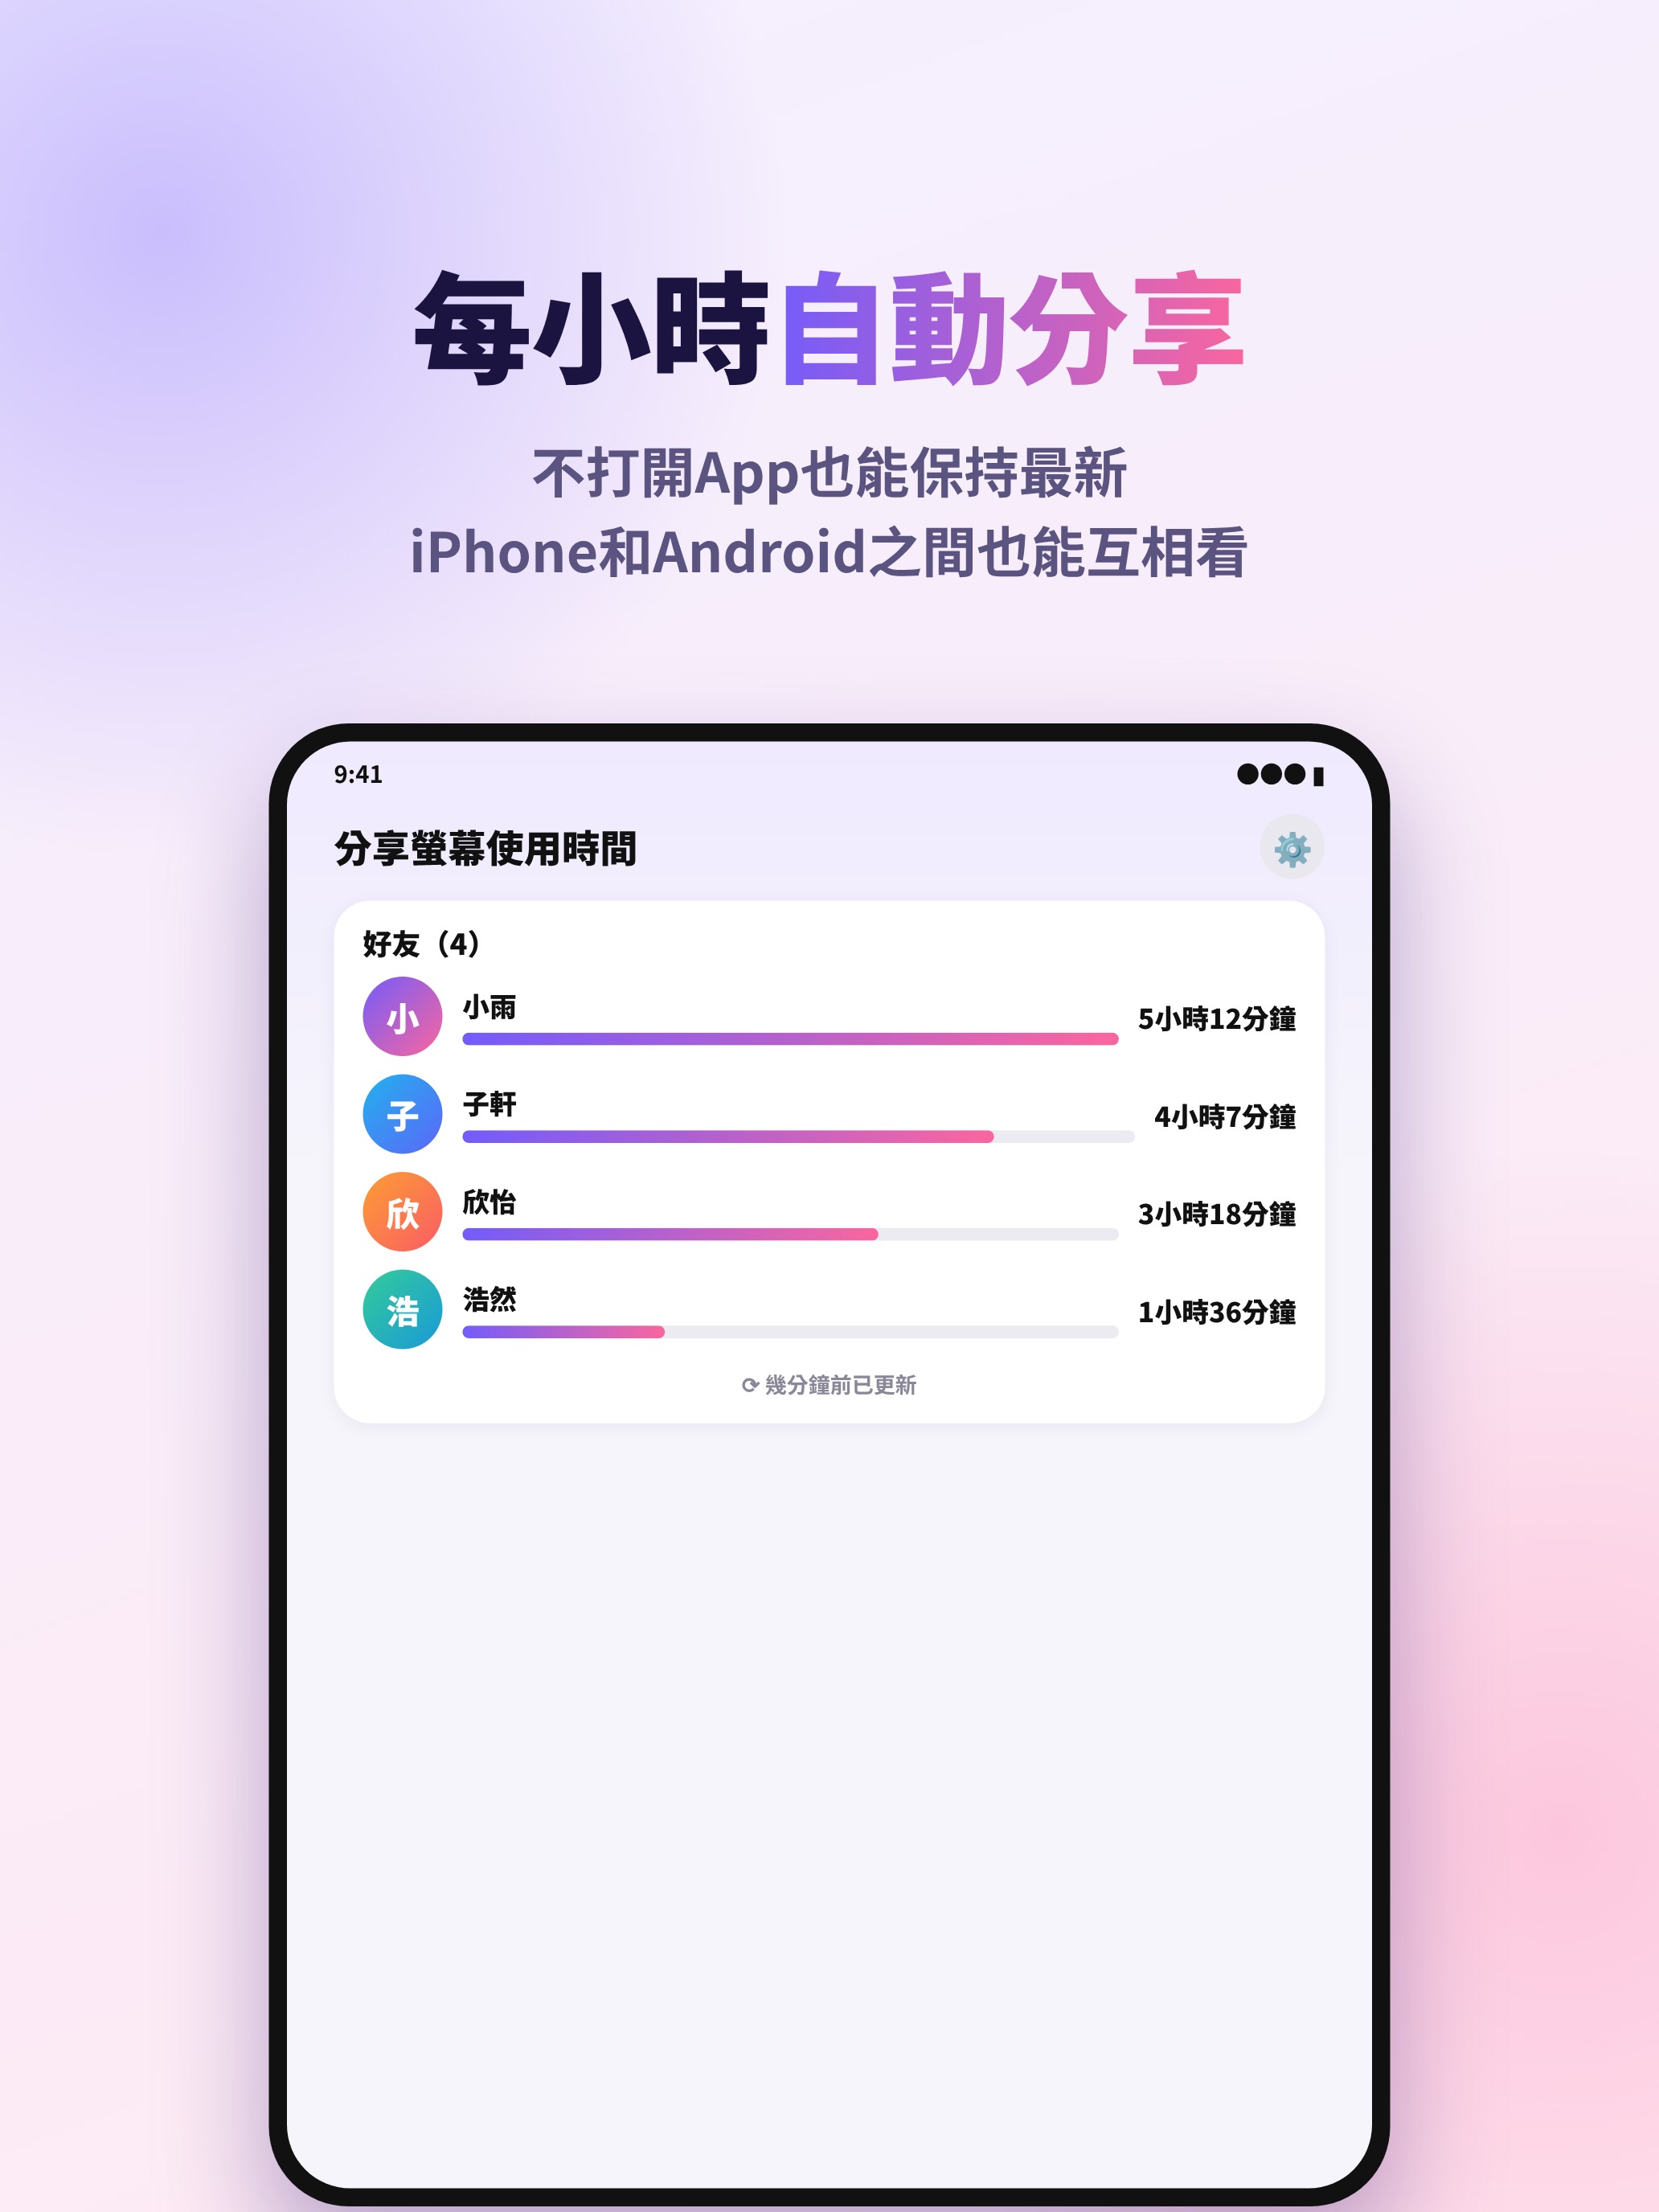 每小時自動分享
不打開App也能保持最新
iPhone和Android之間也能互相看
9:41
分享螢幕使用時間
好友（4）
小
小雨
5小時12分鐘
子
子軒
4小時7分鐘
欣
欣怡
3小時18分鐘
浩
浩然
1小時36分鐘
⟳ 幾分鐘前已更新